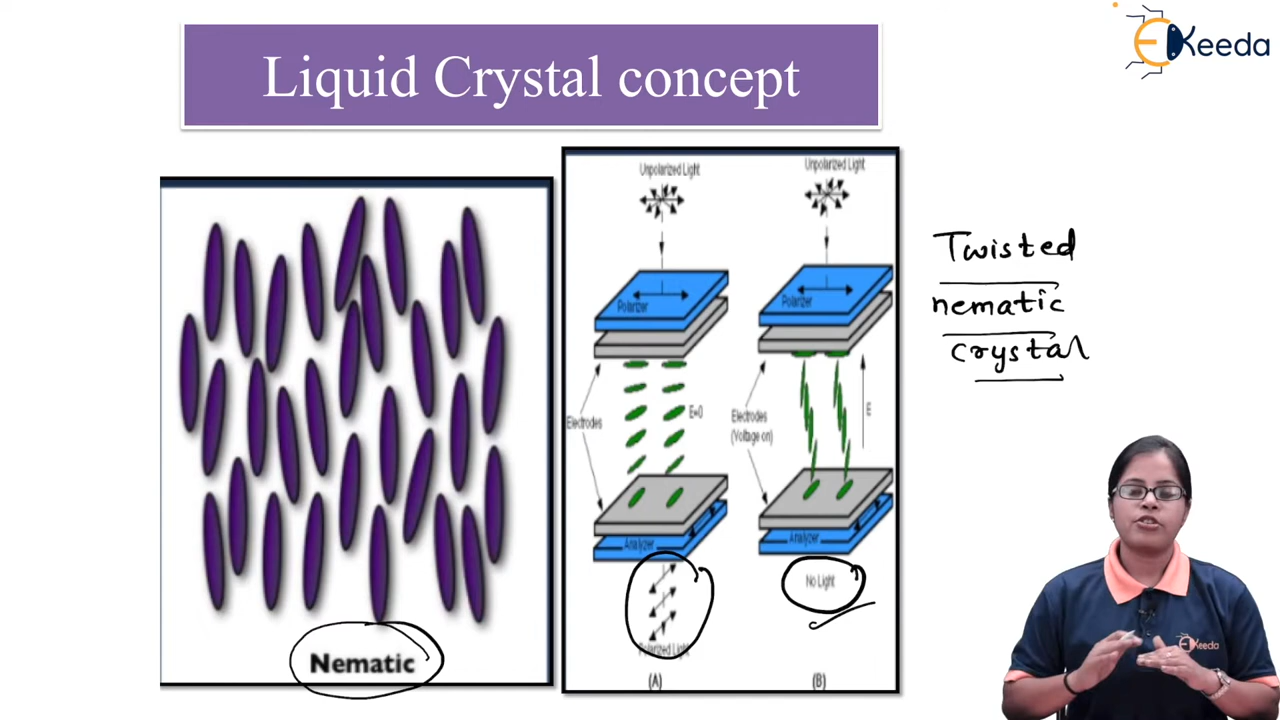 EKeeda
Liquid Crystal concept
Unpolarized Light
Unpolarized Light
Polarizer
Polarizer
Electrodes
E=0
Electrodes
(Voltage on)
E
Analyzer
Analyzer
Polarized Light
No Light
(A)
(B)
Nematic
Twisted
nematic
crystal
Keeda